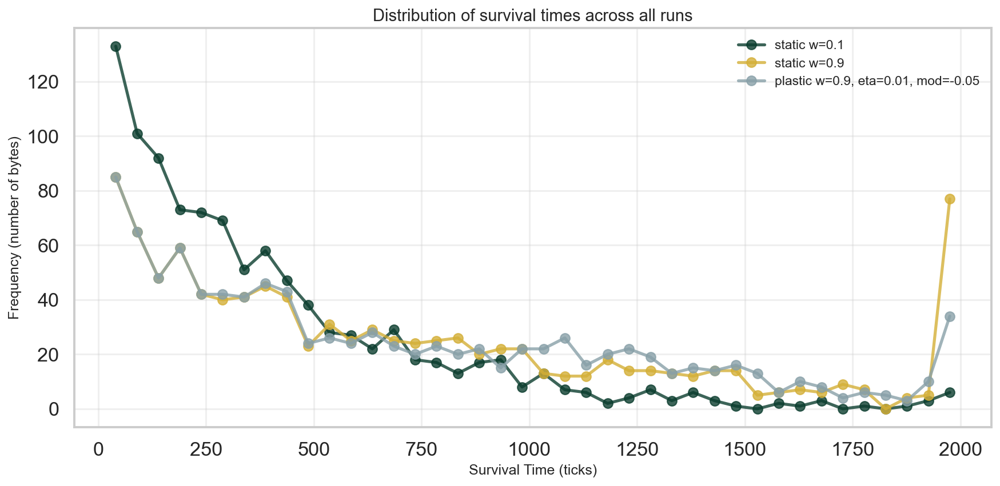 Distribution of survival times across all runs
static w=0.1
static w=0.9
plastic w=0.9, eta=0.01, mod=-0.05
Frequency (number of bytes)
120
100
80
60
40
20
0
0 250 500 750 1000 1250 1500 1750 2000
Survival Time (ticks)